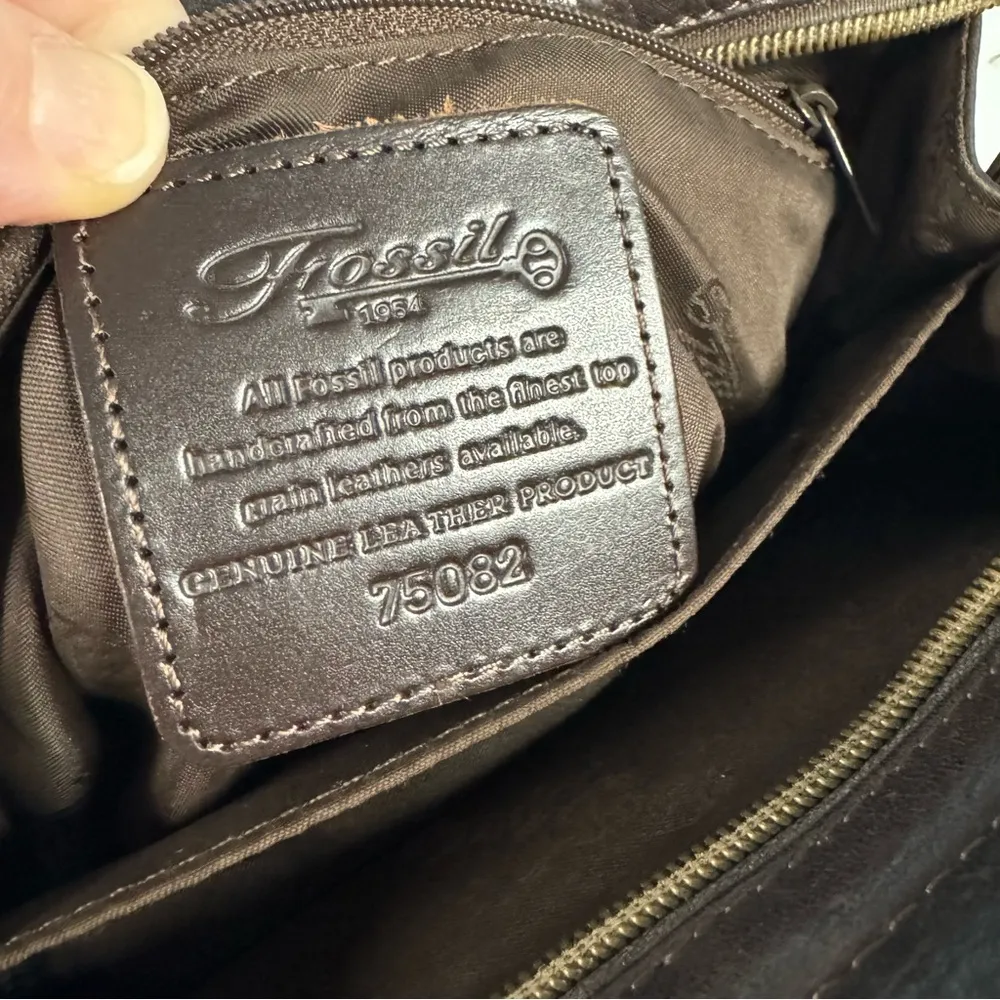 Fossil
1954
All Fossil products are
handcrafted from the finest top
grain leathers available.
GENUINE LEATHER PRODUCT
75082